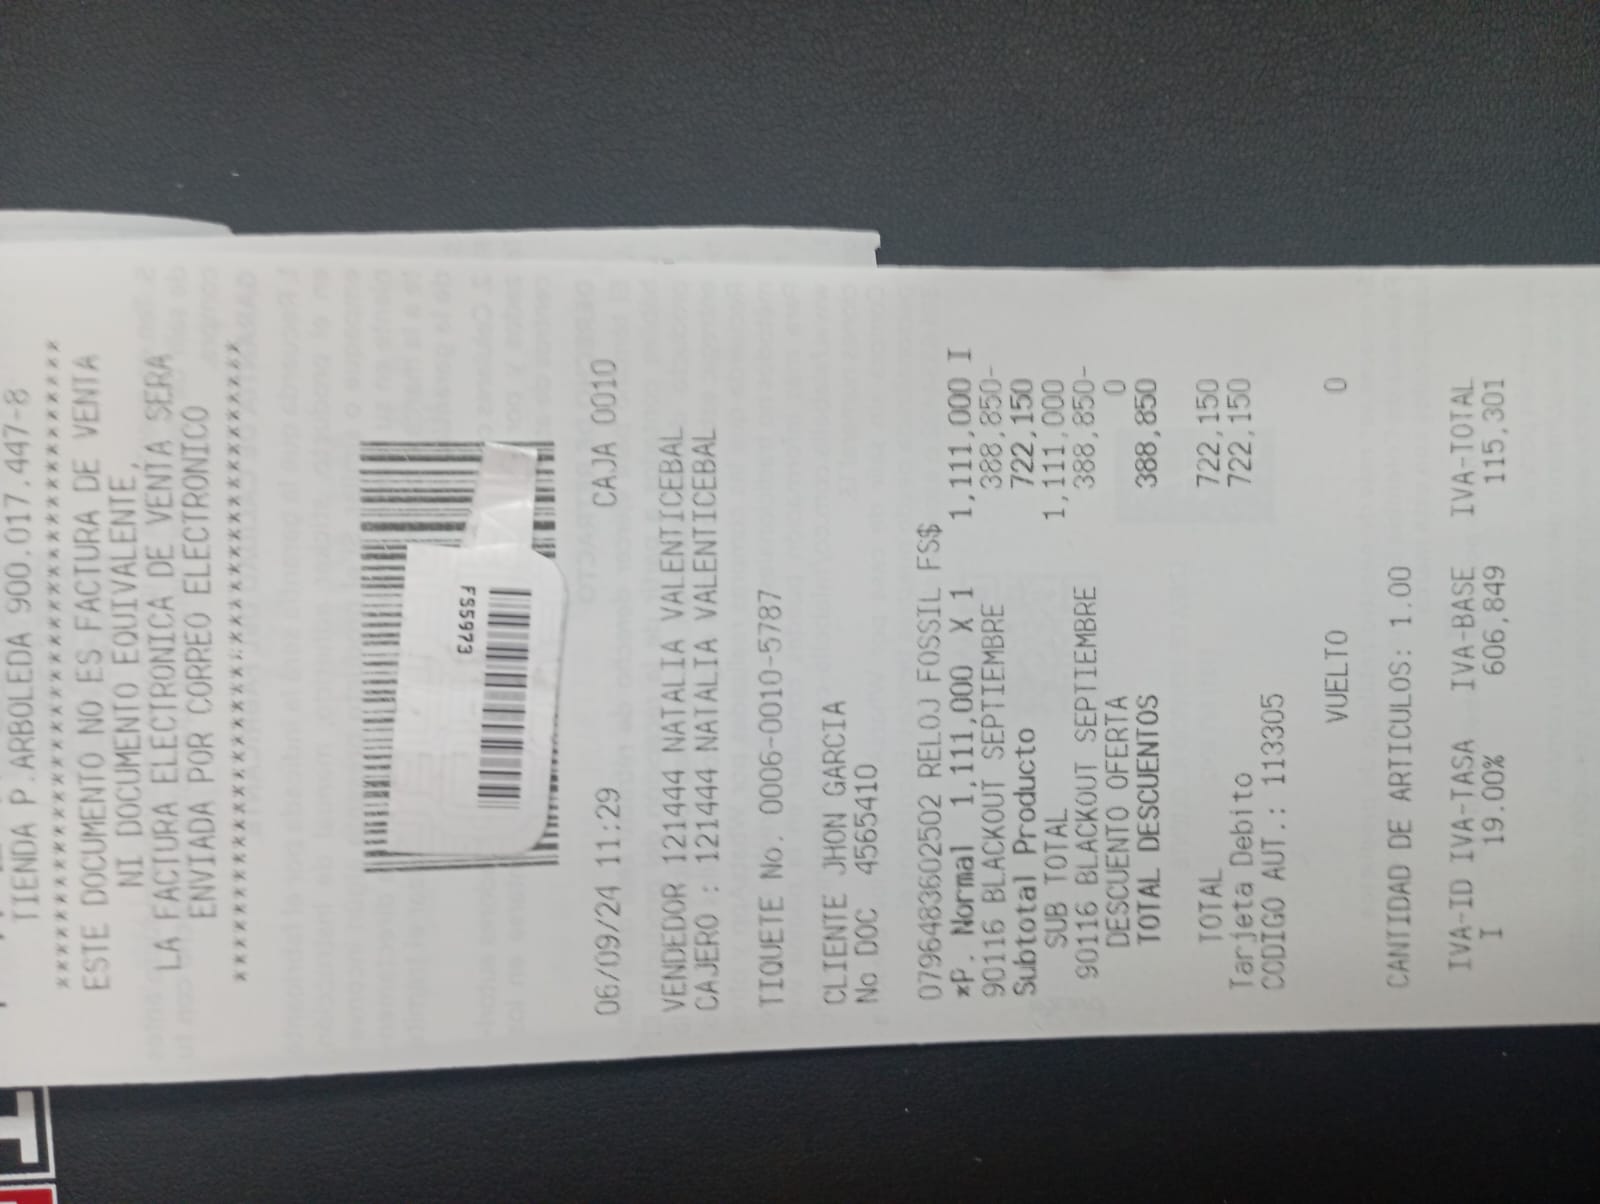 TIENDA P.ARBOLEDA 900.017.447-8
****************************************
ESTE DOCUMENTO NO ES FACTURA DE VENTA
NI DOCUMENTO EQUIVALENTE,
LA FACTURA ELECTRONICA DE VENTA SERA
ENVIADA POR CORREO ELECTRONICO
****************************************
FS5973
06/09/24 11:29 CAJA 0010
VENDEDOR 121444 NATALIA VALENTICEBAL
CAJERO : 121444 NATALIA VALENTICEBAL
TIQUETE No. 0006-0010-5787
CLIENTE JHON GARCIA
No DOC 4565410
0796483602502 RELOJ FOSSIL FS$
*P. Normal 1,111,000 X 1 1,111,000 I
90116 BLACKOUT SEPTIEMBRE 388,850-
Subtotal Producto 722,150
SUB TOTAL 1,111,000
90116 BLACKOUT SEPTIEMBRE 388,850-
DESCUENTO OFERTA 0
TOTAL DESCUENTOS 388,850
TOTAL 722,150
Tarjeta Debito 722,150
CODIGO AUT.: 113305
VUELTO 0
CANTIDAD DE ARTICULOS: 1.00
IVA-ID IVA-TASA IVA-BASE IVA-TOTAL
I 19.00% 606,849 115,301